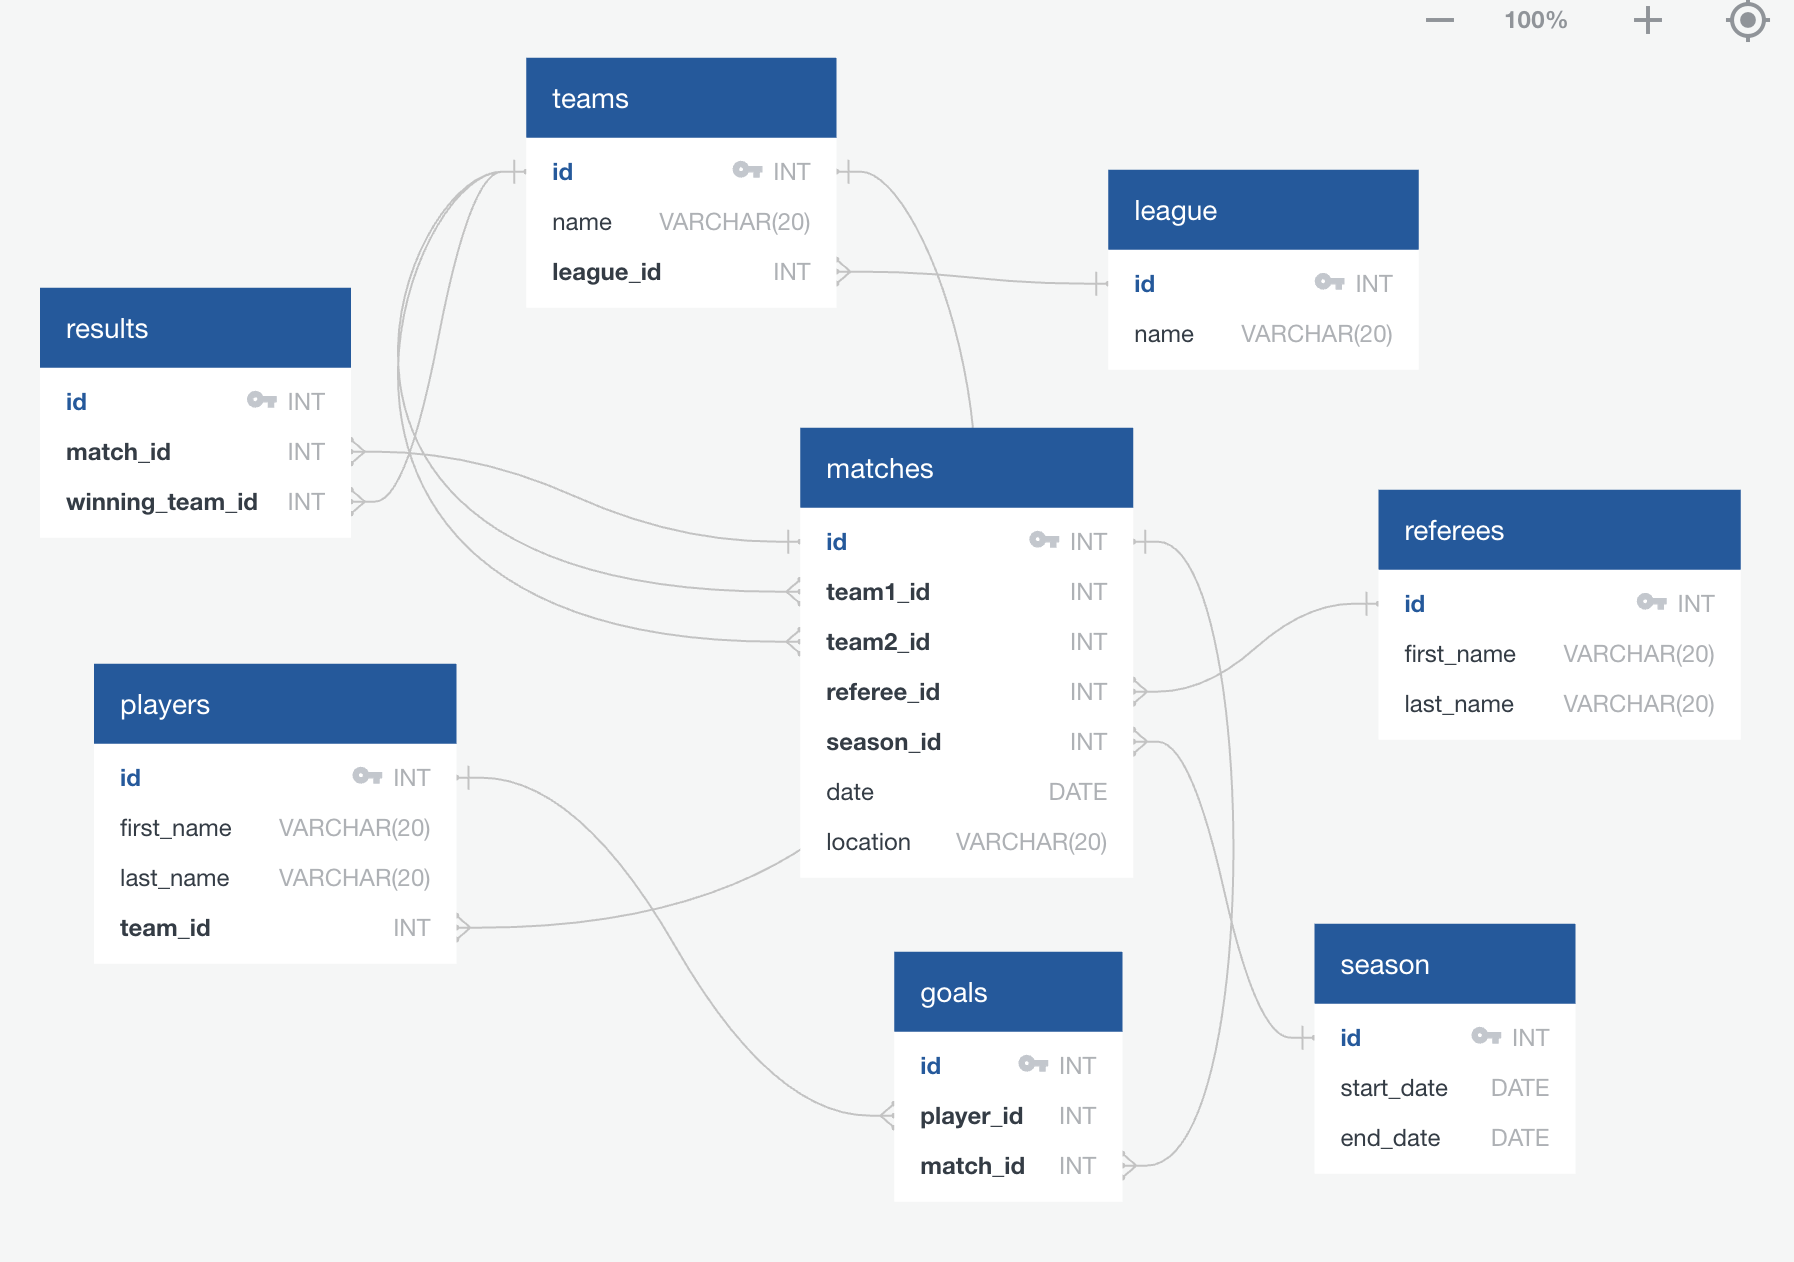 100%
teams
id INT
name VARCHAR(20)
league_id INT
league
id INT
name VARCHAR(20)
results
id INT
match_id INT
winning_team_id INT
matches
id INT
team1_id INT
team2_id INT
referee_id INT
season_id INT
date DATE
location VARCHAR(20)
referees
id INT
first_name VARCHAR(20)
last_name VARCHAR(20)
players
id INT
first_name VARCHAR(20)
last_name VARCHAR(20)
team_id INT
goals
id INT
player_id INT
match_id INT
season
id INT
start_date DATE
end_date DATE